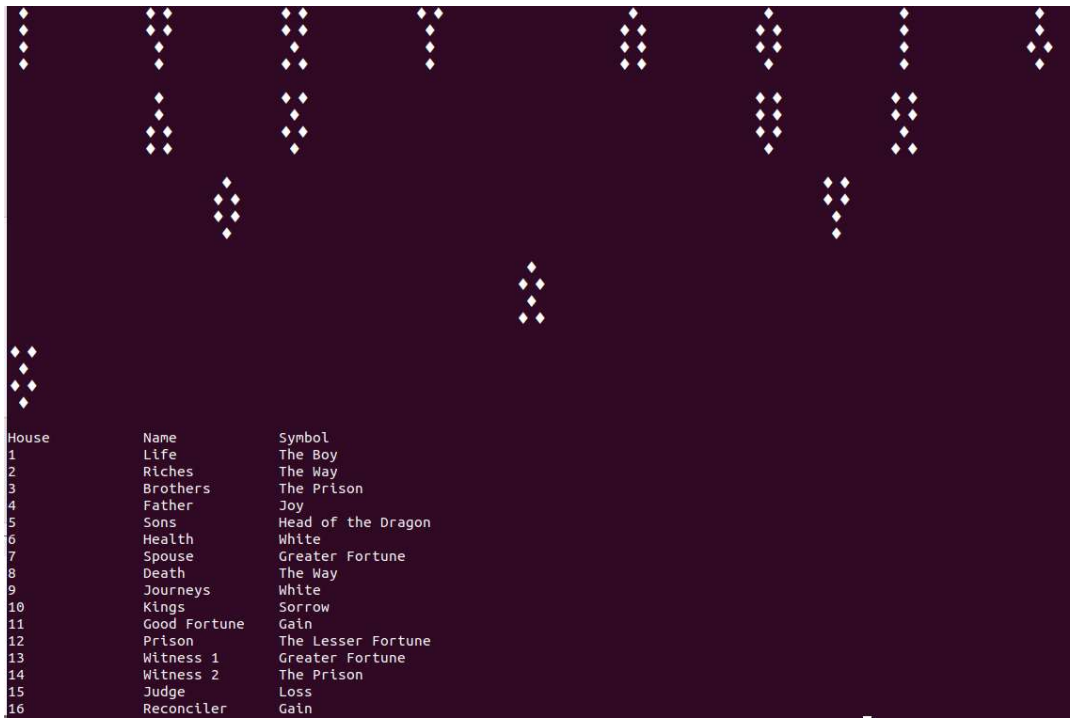 House Name Symbol
1 Life The Boy
2 Riches The Way
3 Brothers The Prison
4 Father Joy
5 Sons Head of the Dragon
6 Health White
7 Spouse Greater Fortune
8 Death The Way
9 Journeys White
10 Kings Sorrow
11 Good Fortune Gain
12 Prison The Lesser Fortune
13 Witness 1 Greater Fortune
14 Witness 2 The Prison
15 Judge Loss
16 Reconciler Gain